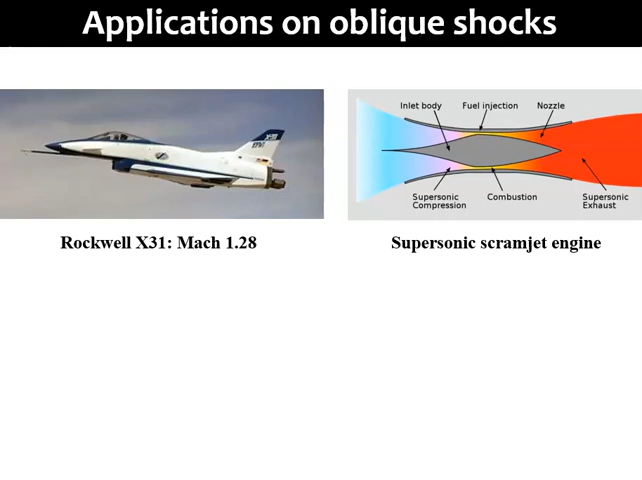 Applications on oblique shocks
X-31
Inlet body
Fuel injection
Nozzle
Supersonic
Compression
Combustion
Supersonic
Exhaust
Rockwell X31: Mach 1.28
Supersonic scramjet engine